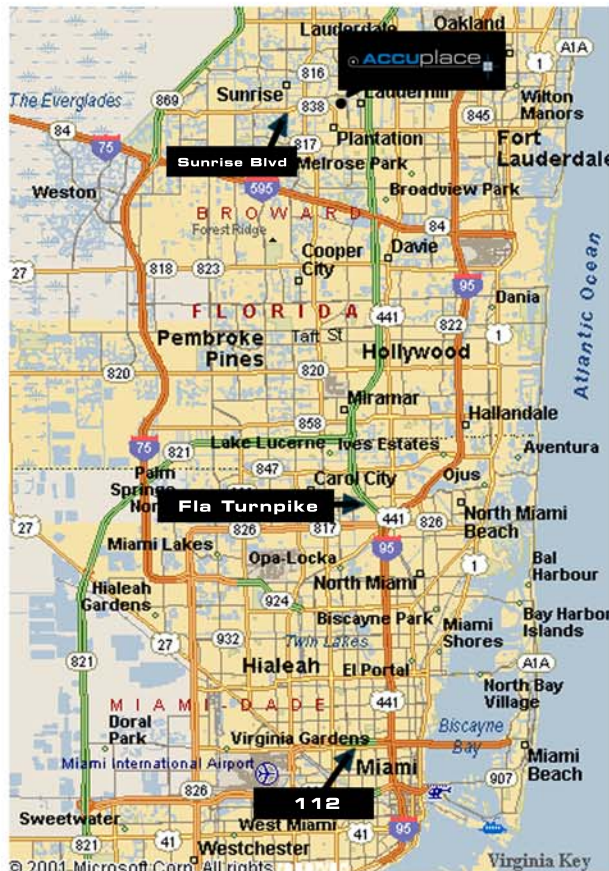 Lauderdale
Oakland
ACCUPLACE
A1A
1
816
The Everglades
869
Sunrise
838
Lauderhill
Wilton
Manors
84
75
Plantation
845
817
Fort
Lauderdale
Sunrise Blvd
Melrose Park
Weston
595
Broadview Park
BROWARD
84
Forest Ridge
Cooper
City
Davie
27
818
823
95
Dania
Atlantic Ocean
FLORIDA
441
822
1
Pembroke
Pines
Taft St
Hollywood
820
820
Miramar
858
Hallandale
75
821
Lake Lucerne
Ives Estates
Aventura
847
Palm
Springs
Carol City
Ojus
Fla Turnpike
441
826
North Miami
Beach
27
826
817
1
Miami Lakes
95
Opa-Locka
Bal
Harbour
North Miami
Hialeah
Gardens
924
Biscayne Park
Bay Harbor
Islands
27
932
Twin Lakes
Miami
Shores
821
Hialeah
El Portal
A1A
MIAMI DADE
441
North Bay
Village
Doral
Park
Virginia Gardens
Biscayne
Bay
Miami International Airport
Miami
Miami
Beach
826
112
907
Sweetwater
West Miami
821
41
41
95
Westchester
© 2001 Microsoft Corp. All rights
Virginia Key